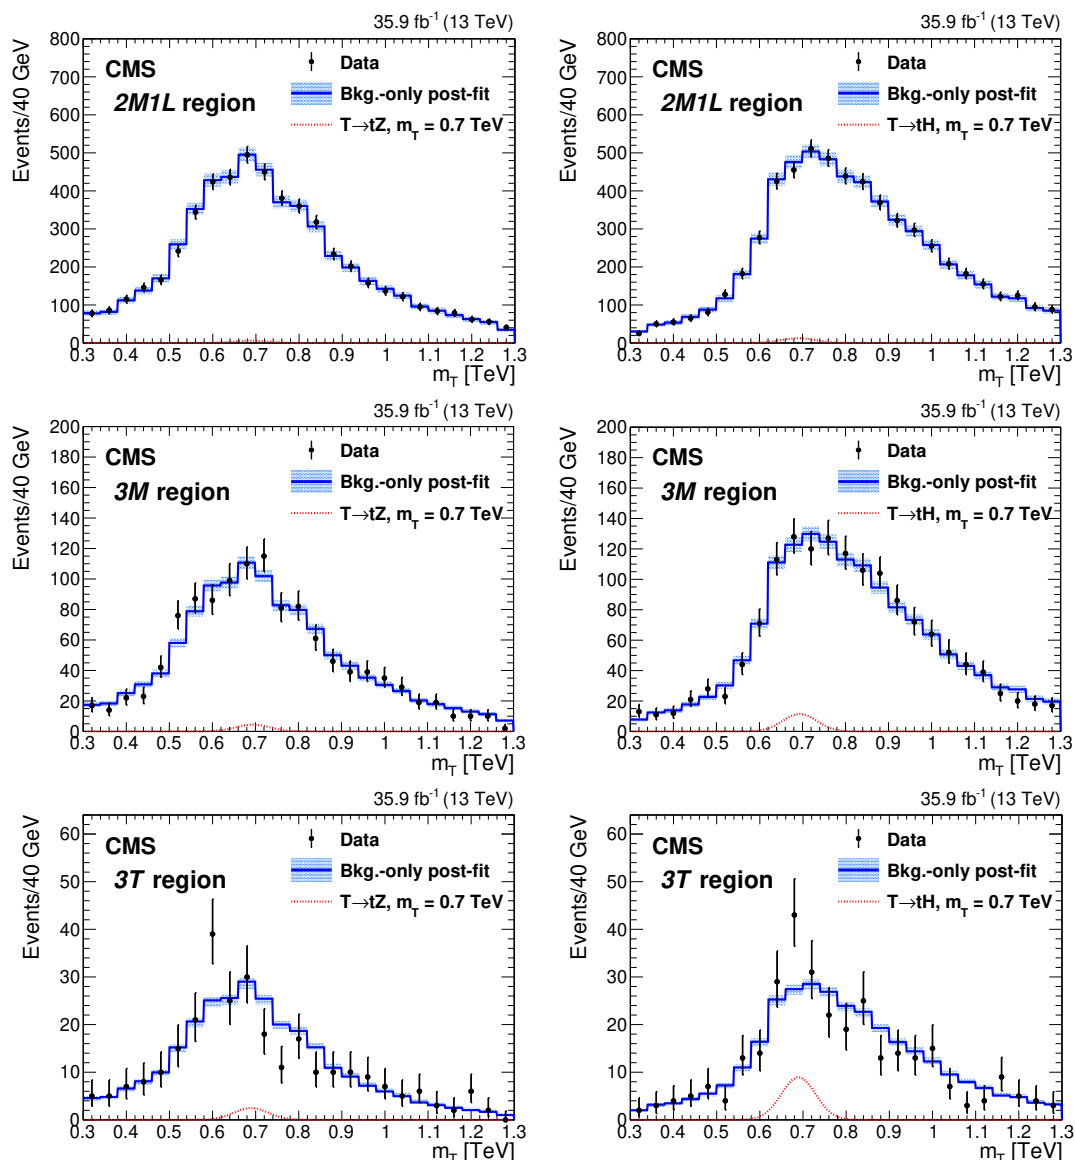 35.9 fb⁻¹ (13 TeV)
Events/40 GeV
800
700
600
500
400
300
200
100
0
CMS
2M1L region
Data
Bkg.-only post-fit
T→tZ, m_T = 0.7 TeV
0.3 0.4 0.5 0.6 0.7 0.8 0.9 1 1.1 1.2 1.3
m_T [TeV]
35.9 fb⁻¹ (13 TeV)
Events/40 GeV
800
700
600
500
400
300
200
100
0
CMS
2M1L region
Data
Bkg.-only post-fit
T→tH, m_T = 0.7 TeV
0.3 0.4 0.5 0.6 0.7 0.8 0.9 1 1.1 1.2 1.3
m_T [TeV]
35.9 fb⁻¹ (13 TeV)
Events/40 GeV
200
180
160
140
120
100
80
60
40
20
0
CMS
3M region
Data
Bkg.-only post-fit
T→tZ, m_T = 0.7 TeV
0.3 0.4 0.5 0.6 0.7 0.8 0.9 1 1.1 1.2 1.3
m_T [TeV]
35.9 fb⁻¹ (13 TeV)
Events/40 GeV
200
180
160
140
120
100
80
60
40
20
0
CMS
3M region
Data
Bkg.-only post-fit
T→tH, m_T = 0.7 TeV
0.3 0.4 0.5 0.6 0.7 0.8 0.9 1 1.1 1.2 1.3
m_T [TeV]
35.9 fb⁻¹ (13 TeV)
Events/40 GeV
60
50
40
30
20
10
0
CMS
3T region
Data
Bkg.-only post-fit
T→tZ, m_T = 0.7 TeV
0.3 0.4 0.5 0.6 0.7 0.8 0.9 1 1.1 1.2 1.3
m_T [TeV]
35.9 fb⁻¹ (13 TeV)
Events/40 GeV
60
50
40
30
20
10
0
CMS
3T region
Data
Bkg.-only post-fit
T→tH, m_T = 0.7 TeV
0.3 0.4 0.5 0.6 0.7 0.8 0.9 1 1.1 1.2 1.3
m_T [TeV]